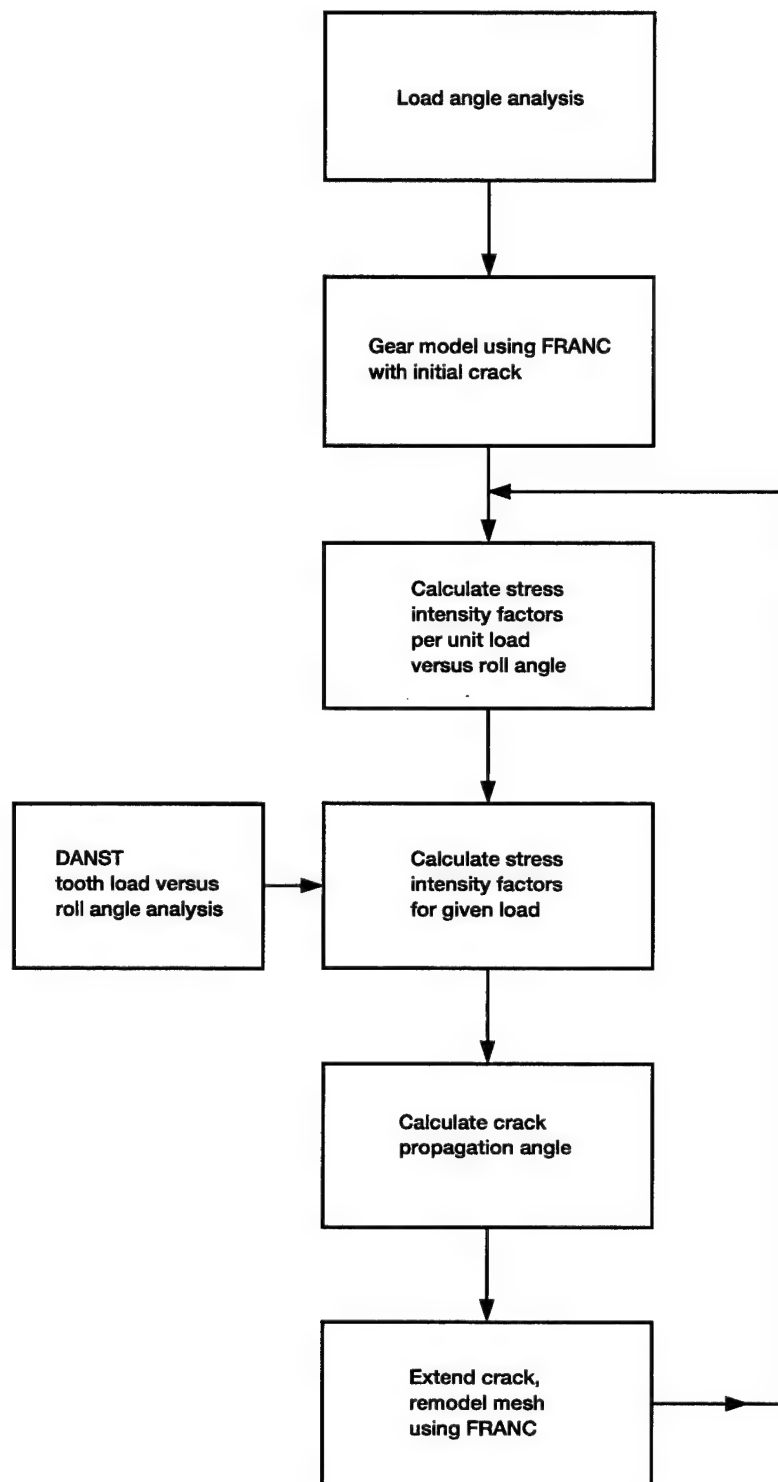 Load angle analysis
Gear model using FRANC
with initial crack
Calculate stress
intensity factors
per unit load
versus roll angle
DANST
tooth load versus
roll angle analysis
Calculate stress
intensity factors
for given load
Calculate crack
propagation angle
Extend crack,
remodel mesh
using FRANC